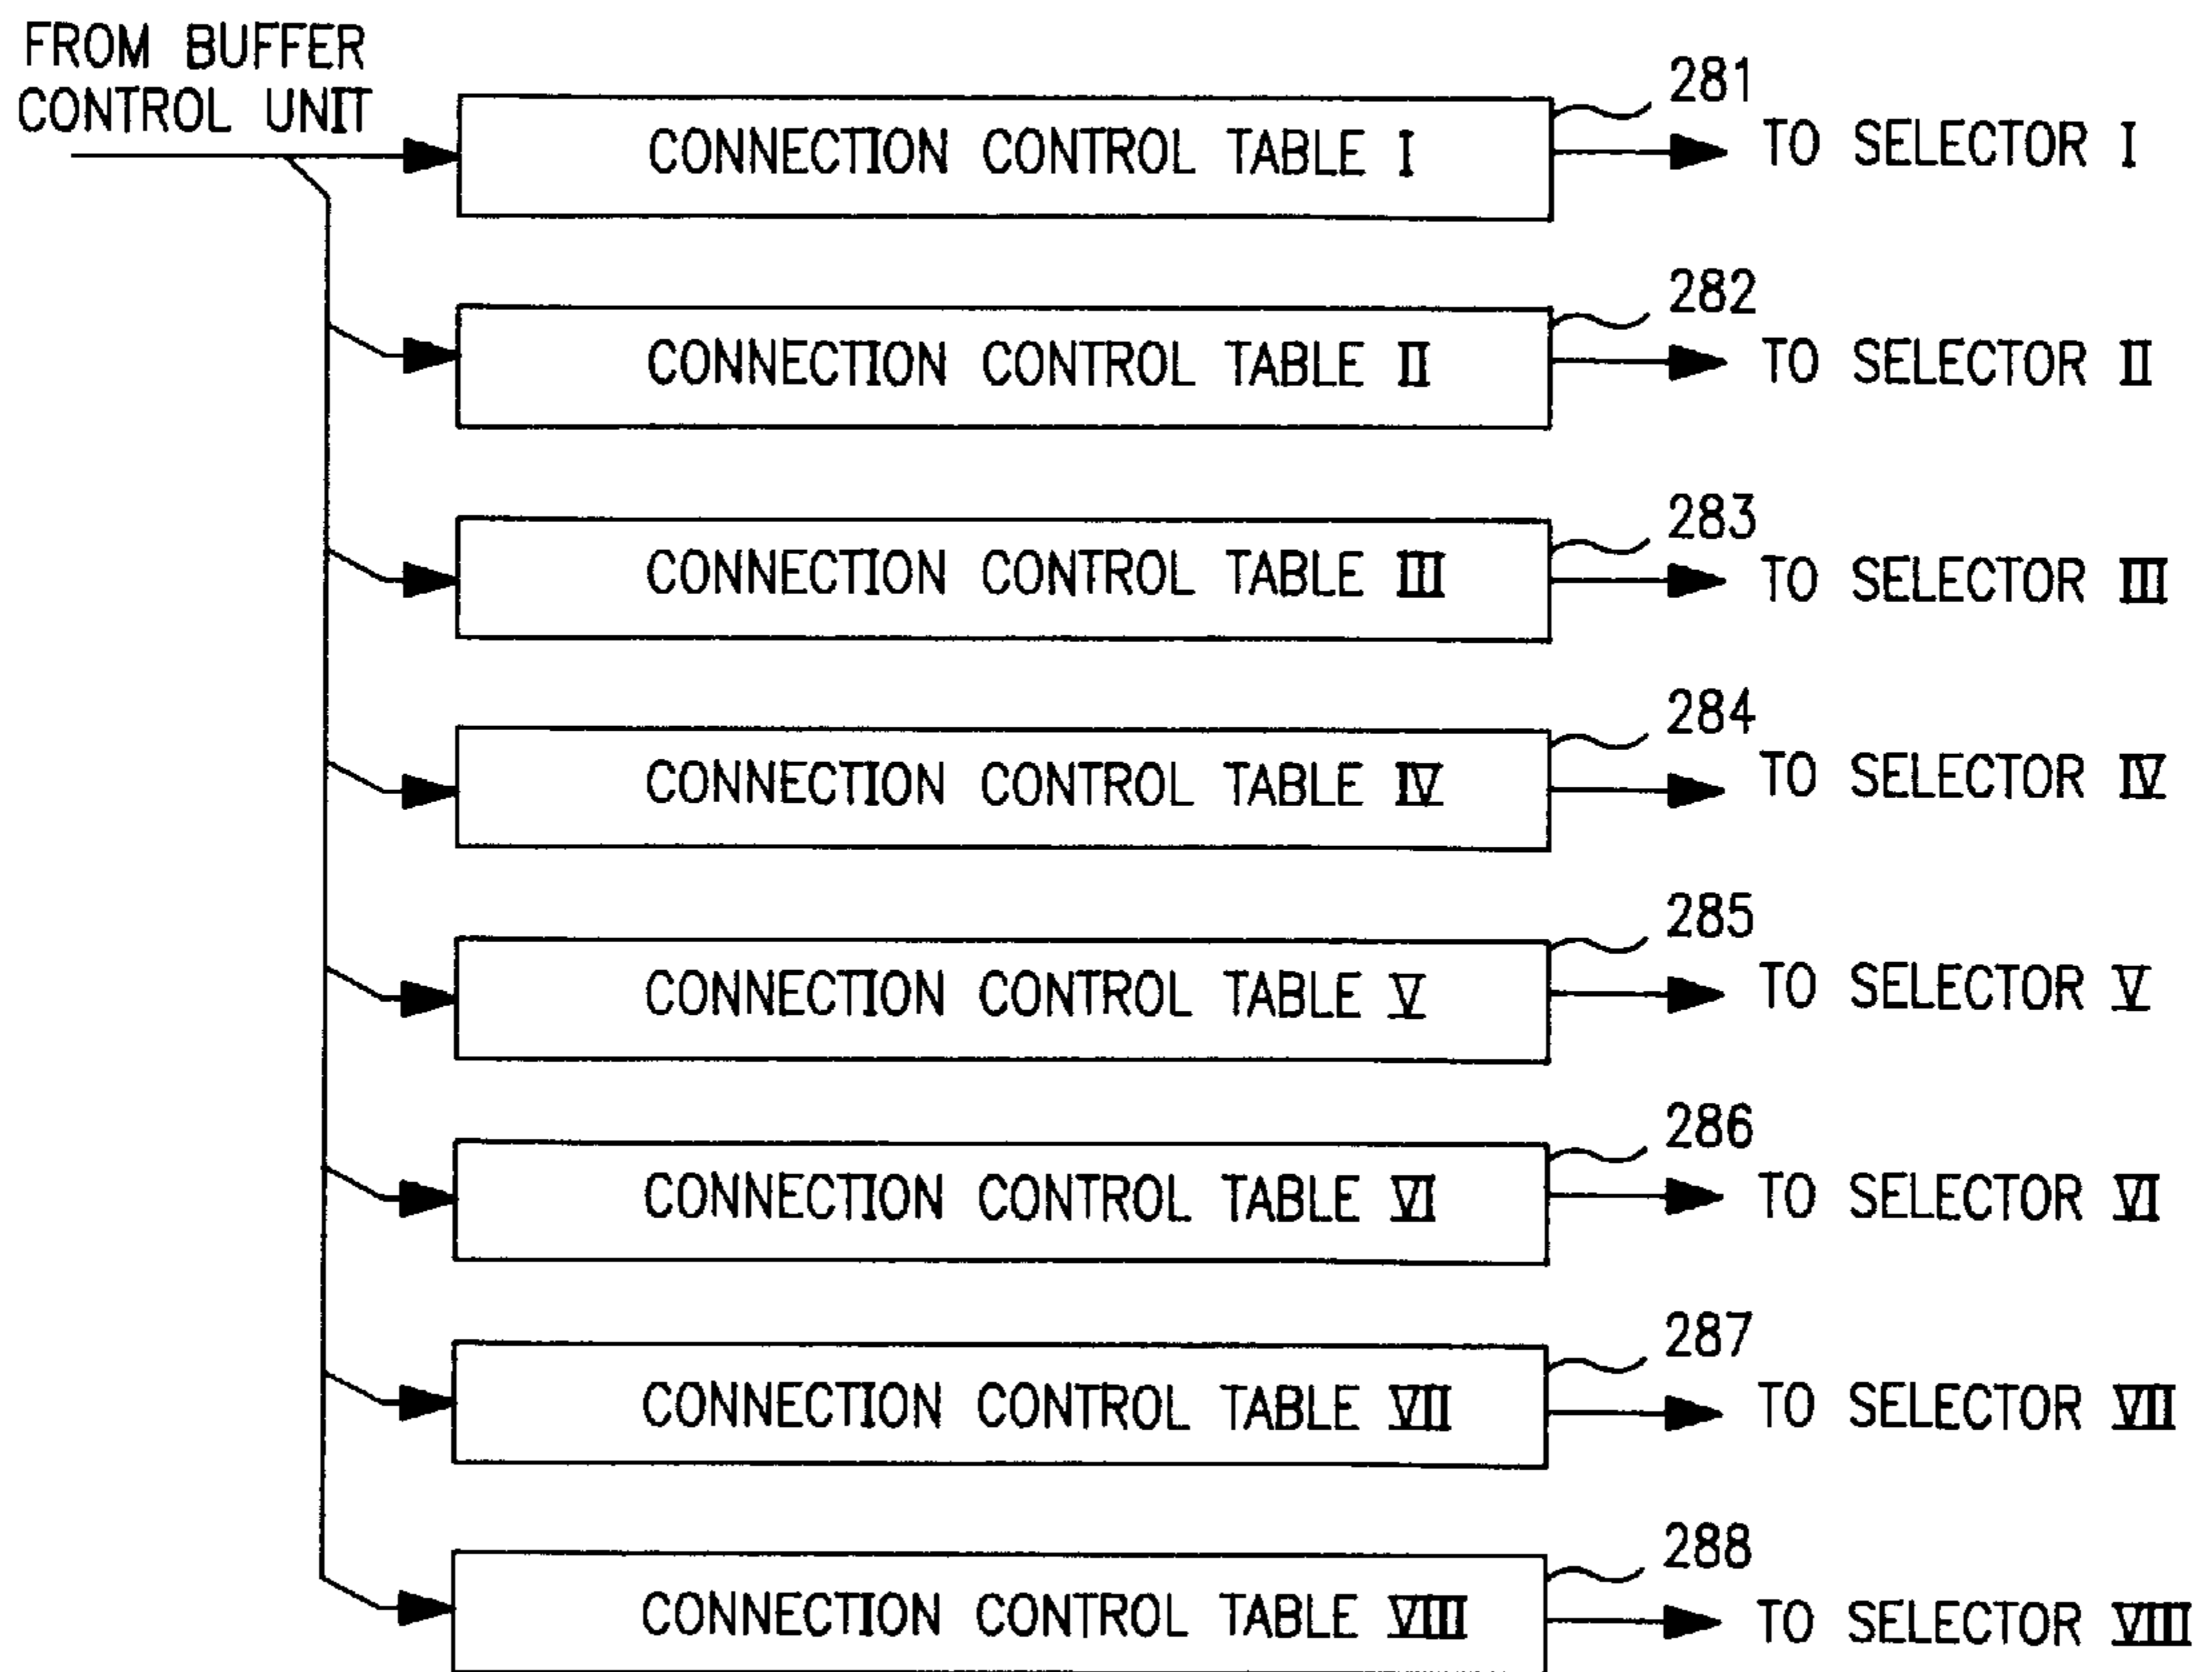 FROM BUFFER
CONTROL UNIT
281
CONNECTION CONTROL TABLE I
TO SELECTOR I
282
CONNECTION CONTROL TABLE II
TO SELECTOR II
283
CONNECTION CONTROL TABLE III
TO SELECTOR III
284
CONNECTION CONTROL TABLE IV
TO SELECTOR IV
285
CONNECTION CONTROL TABLE V
TO SELECTOR V
286
CONNECTION CONTROL TABLE VI
TO SELECTOR VI
287
CONNECTION CONTROL TABLE VII
TO SELECTOR VII
288
CONNECTION CONTROL TABLE VIII
TO SELECTOR VIII